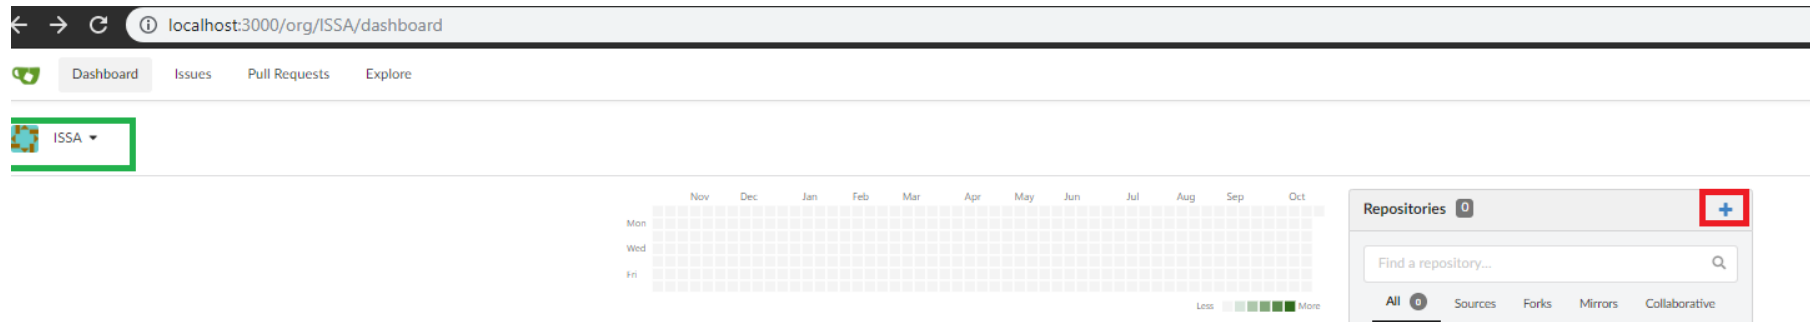 localhost:3000/org/ISSA/dashboard
Dashboard Issues Pull Requests Explore
ISSA
Nov Dec Jan Feb Mar Apr May Jun Jul Aug Sep Oct
Mon
Wed
Fri
Less More
Repositories 0
Find a repository...
All 0 Sources Forks Mirrors Collaborative